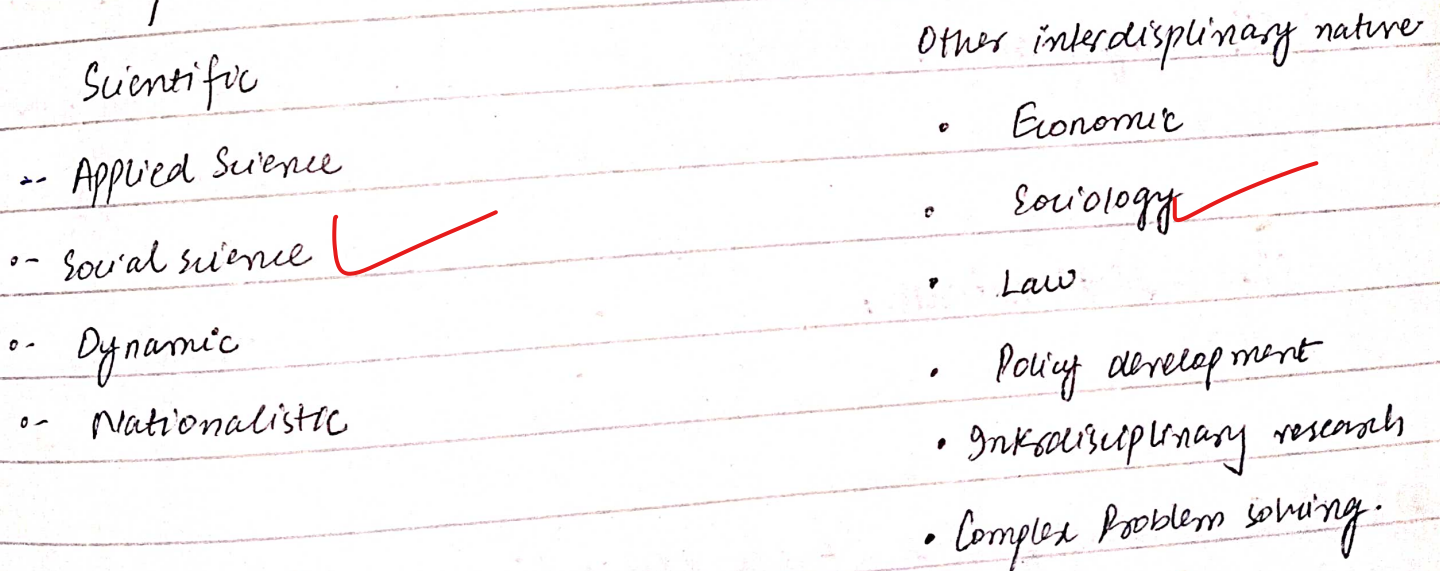 Scientific
Applied Science
Social science
Dynamic
Nationalistic
Other interdisplinary nature
• Economic
• Sociology
• Law
• Policy development
• Interdisciplinary research
• Complex Problem solving.